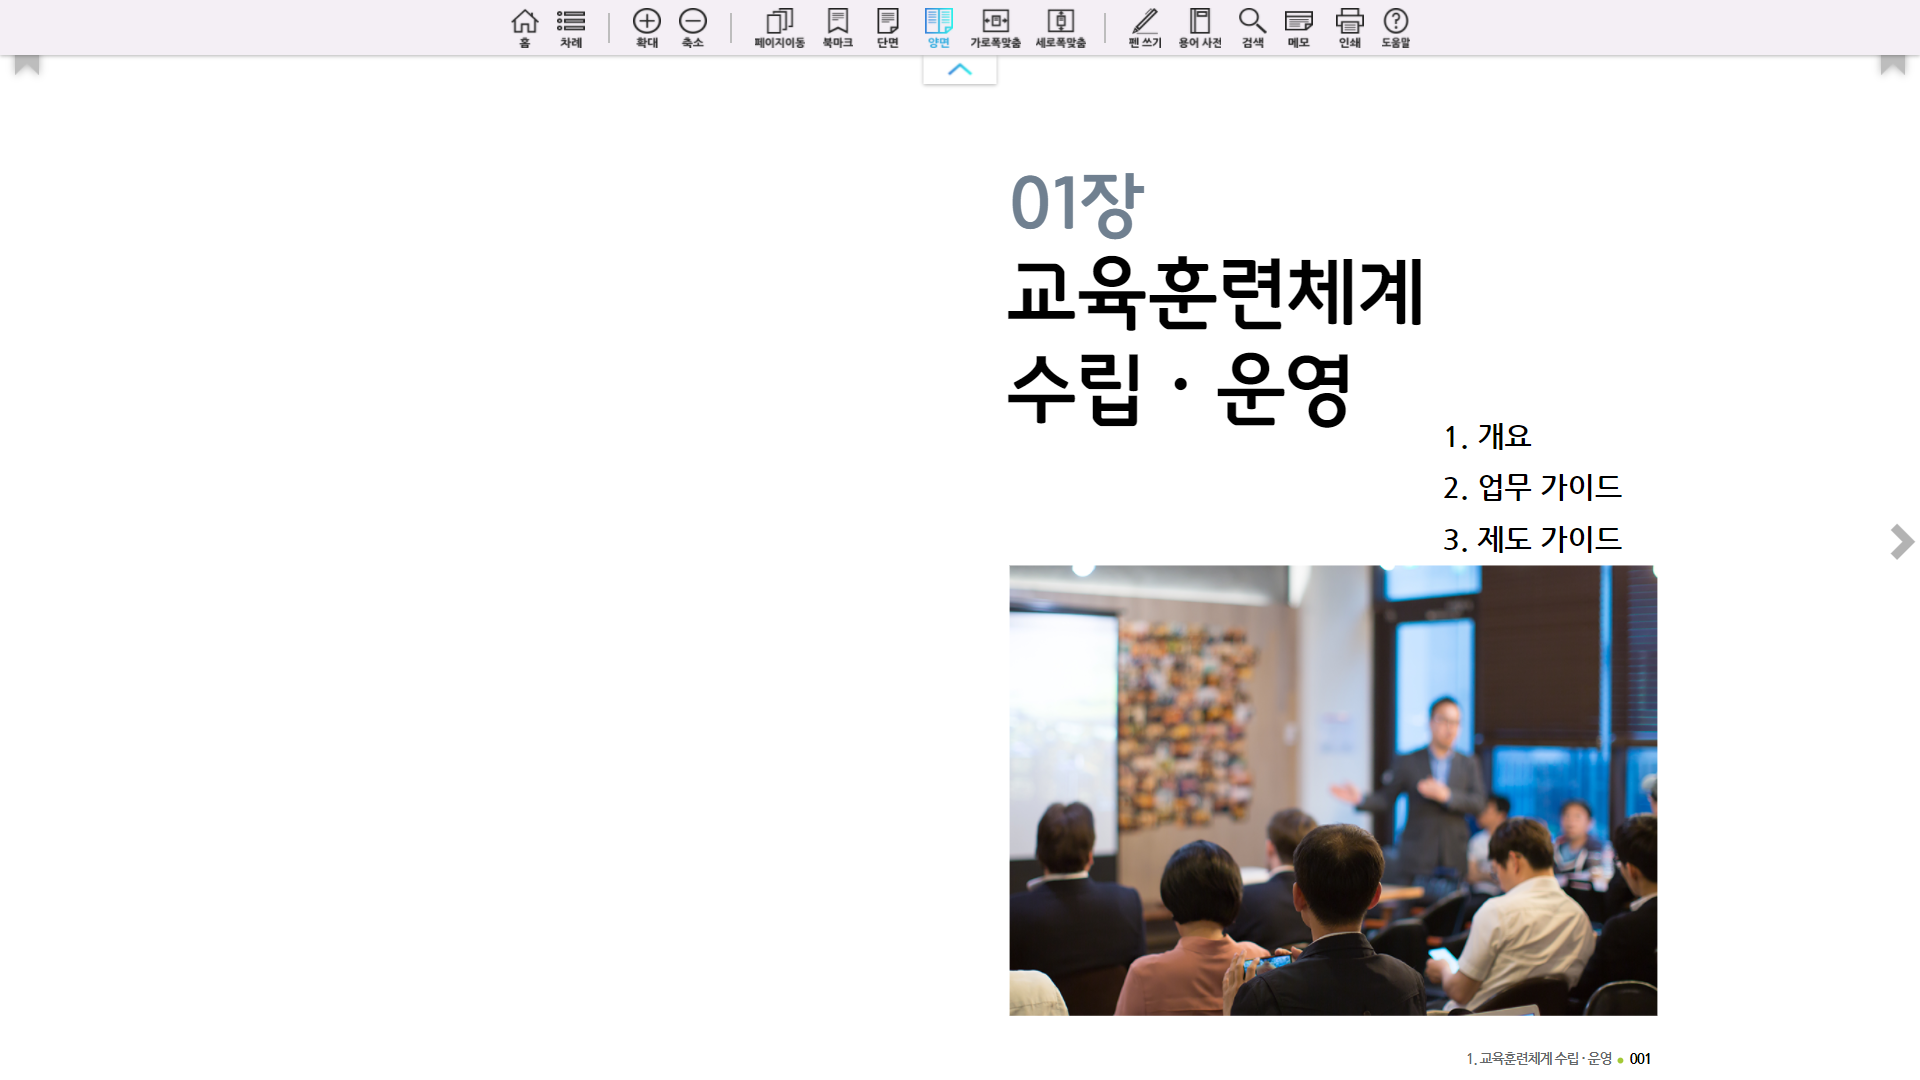 홈 차례 확대 축소 페이지이동 북마크 단면 양면 가로폭맞춤 세로폭맞춤 펜 쓰기 용어 사전 검색 메모 인쇄 도움말
01장
교육훈련체계
수립 · 운영
1. 개요
2. 업무 가이드
3. 제도 가이드
1. 교육훈련체계 수립 · 운영 ● 001